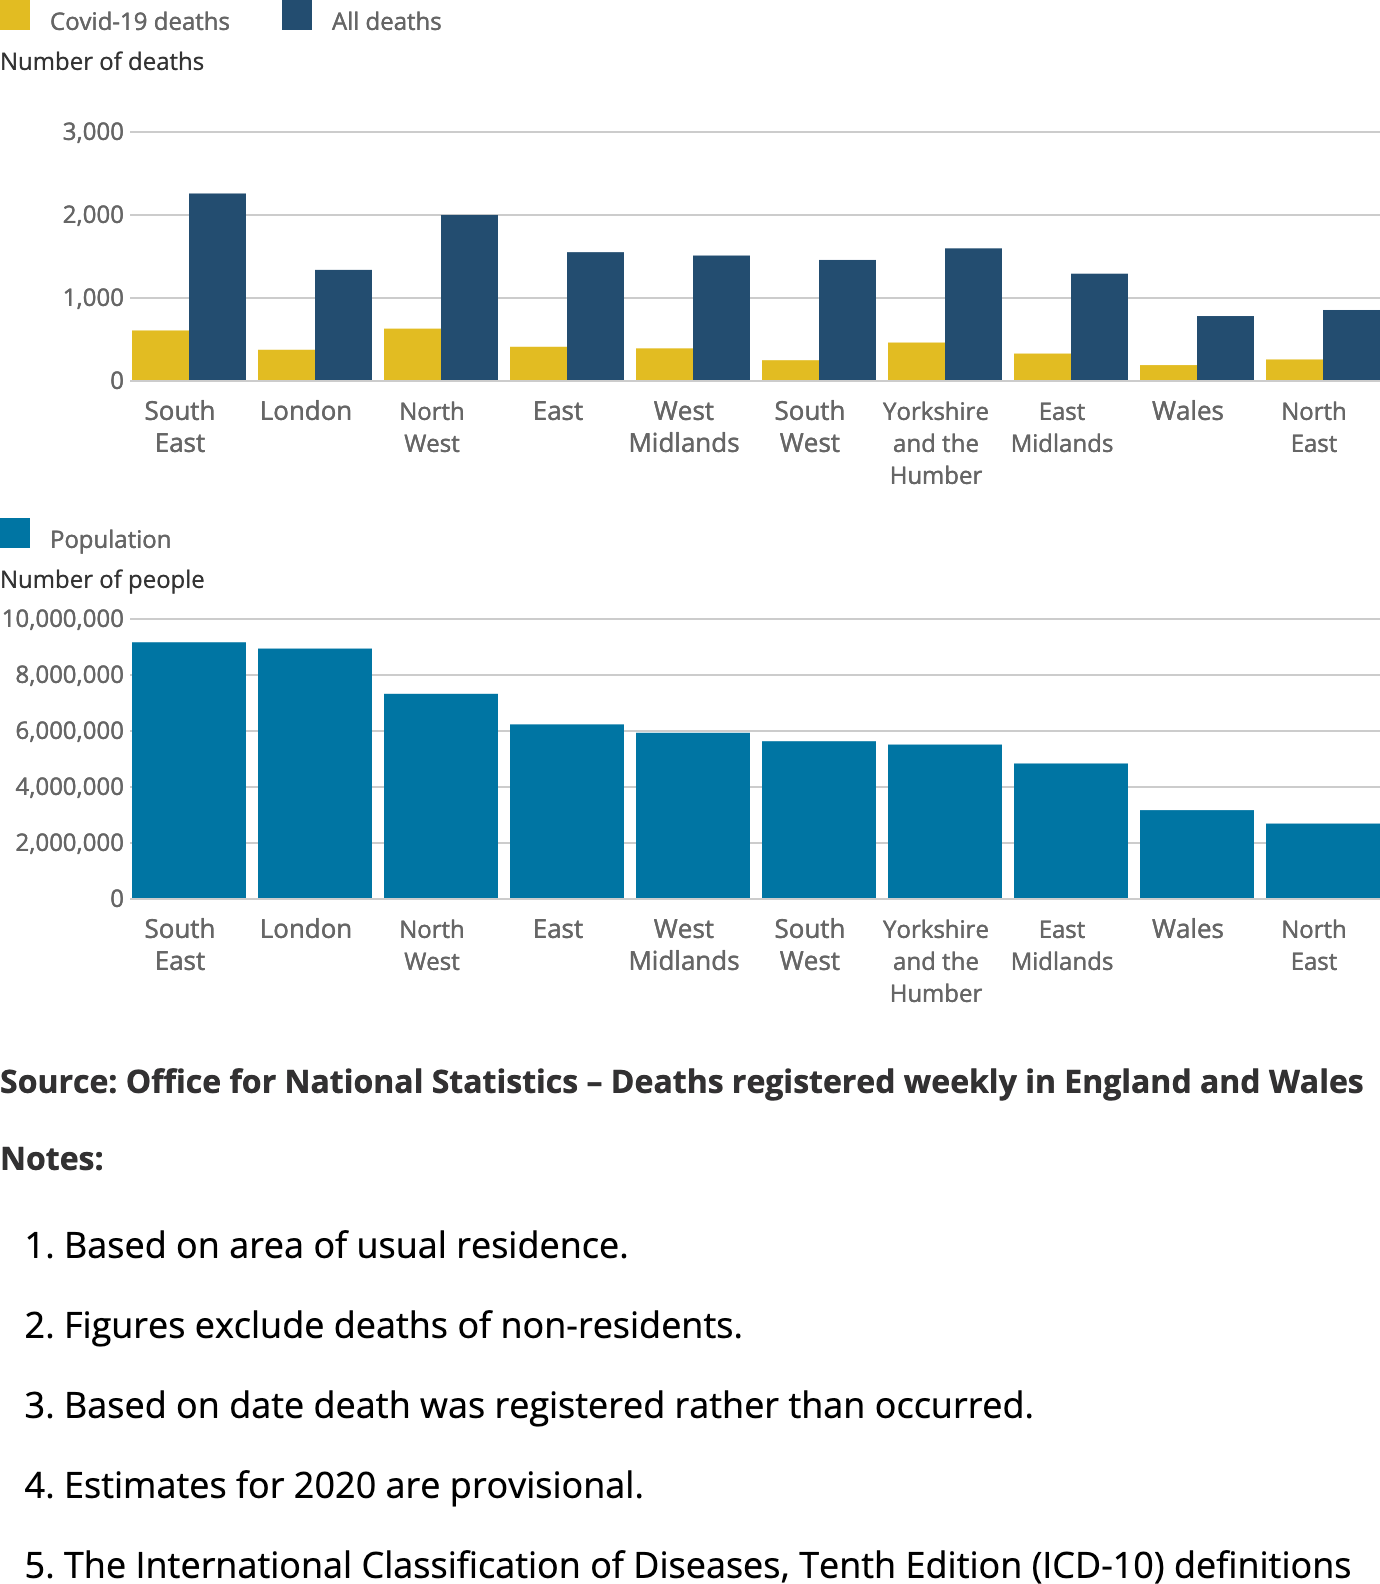 Covid-19 deaths All deaths
Number of deaths
3,000
2,000
1,000
0
South East
London
North West
East
West Midlands
South West
Yorkshire and the Humber
East Midlands
Wales
North East
Population
Number of people
10,000,000
8,000,000
6,000,000
4,000,000
2,000,000
0
South East
London
North West
East
West Midlands
South West
Yorkshire and the Humber
East Midlands
Wales
North East
Source: Office for National Statistics – Deaths registered weekly in England and Wales
Notes:
1. Based on area of usual residence.
2. Figures exclude deaths of non-residents.
3. Based on date death was registered rather than occurred.
4. Estimates for 2020 are provisional.
5. The International Classification of Diseases, Tenth Edition (ICD-10) definitions